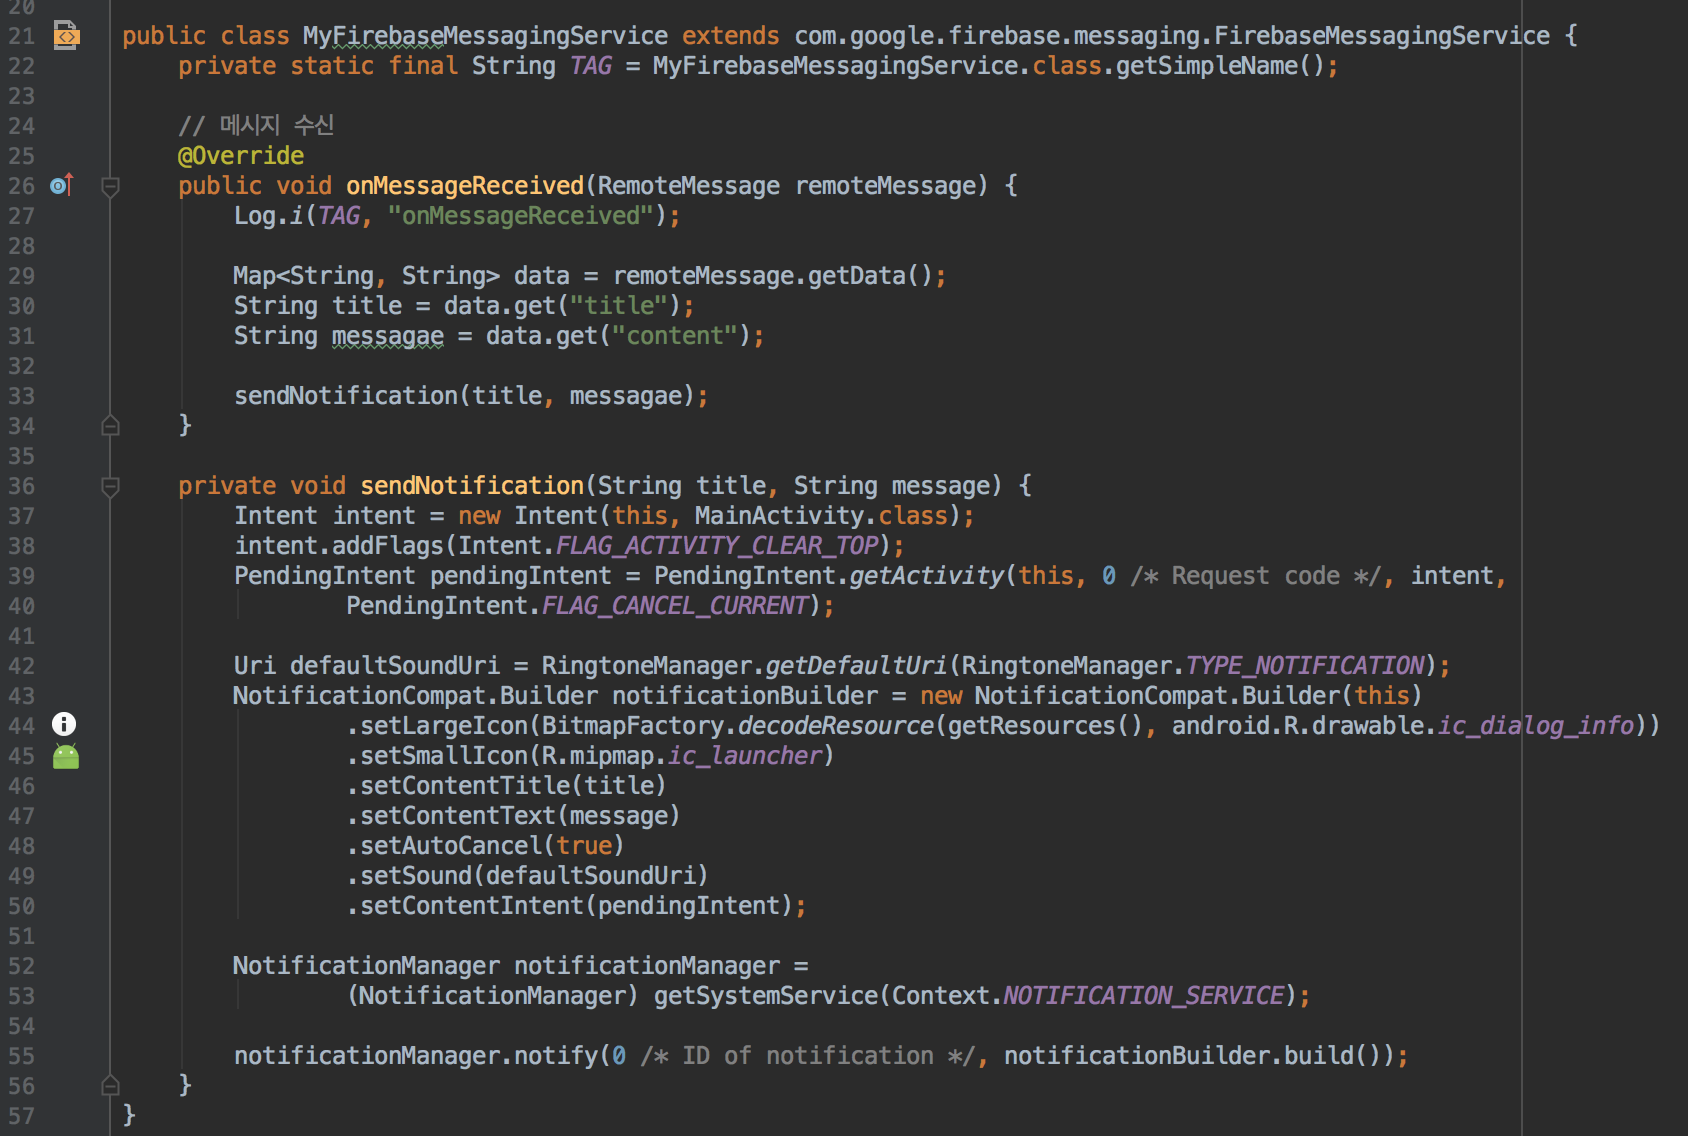 20
21 public class MyFirebaseMessagingService extends com.google.firebase.messaging.FirebaseMessagingService {
22     private static final String TAG = MyFirebaseMessagingService.class.getSimpleName();
23
24     // 메시지 수신
25     @Override
26     public void onMessageReceived(RemoteMessage remoteMessage) {
27         Log.i(TAG, "onMessageReceived");
28
29         Map<String, String> data = remoteMessage.getData();
30         String title = data.get("title");
31         String messagae = data.get("content");
32
33         sendNotification(title, messagae);
34     }
35
36     private void sendNotification(String title, String message) {
37         Intent intent = new Intent(this, MainActivity.class);
38         intent.addFlags(Intent.FLAG_ACTIVITY_CLEAR_TOP);
39         PendingIntent pendingIntent = PendingIntent.getActivity(this, 0 /* Request code */, intent,
40                 PendingIntent.FLAG_CANCEL_CURRENT);
41
42         Uri defaultSoundUri = RingtoneManager.getDefaultUri(RingtoneManager.TYPE_NOTIFICATION);
43         NotificationCompat.Builder notificationBuilder = new NotificationCompat.Builder(this)
44                 .setLargeIcon(BitmapFactory.decodeResource(getResources(), android.R.drawable.ic_dialog_info))
45                 .setSmallIcon(R.mipmap.ic_launcher)
46                 .setContentTitle(title)
47                 .setContentText(message)
48                 .setAutoCancel(true)
49                 .setSound(defaultSoundUri)
50                 .setContentIntent(pendingIntent);
51
52         NotificationManager notificationManager =
53                 (NotificationManager) getSystemService(Context.NOTIFICATION_SERVICE);
54
55         notificationManager.notify(0 /* ID of notification */, notificationBuilder.build());
56     }
57 }